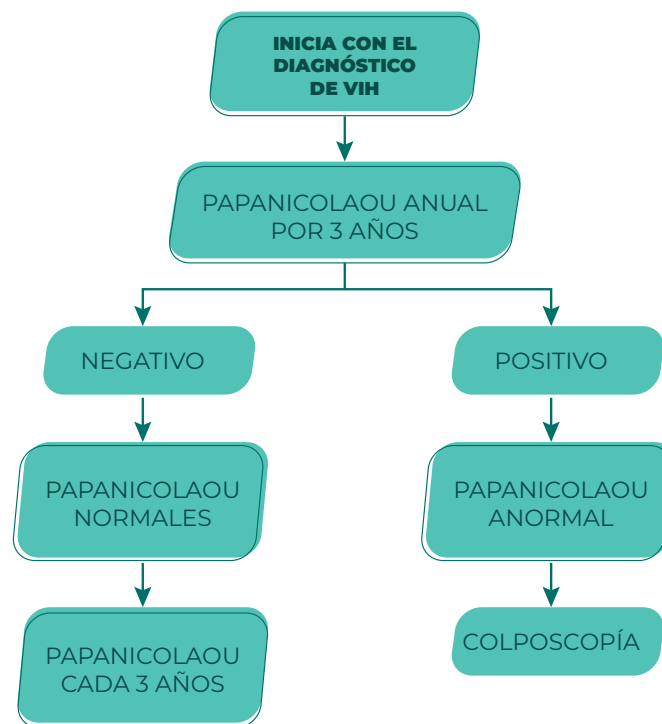 INICIA CON EL
DIAGNÓSTICO
DE VIH
PAPANICOLAOU ANUAL
POR 3 AÑOS
NEGATIVO
POSITIVO
PAPANICOLAOU
NORMALES
PAPANICOLAOU
ANORMAL
PAPANICOLAOU
CADA 3 AÑOS
COLPOSCOPÍA